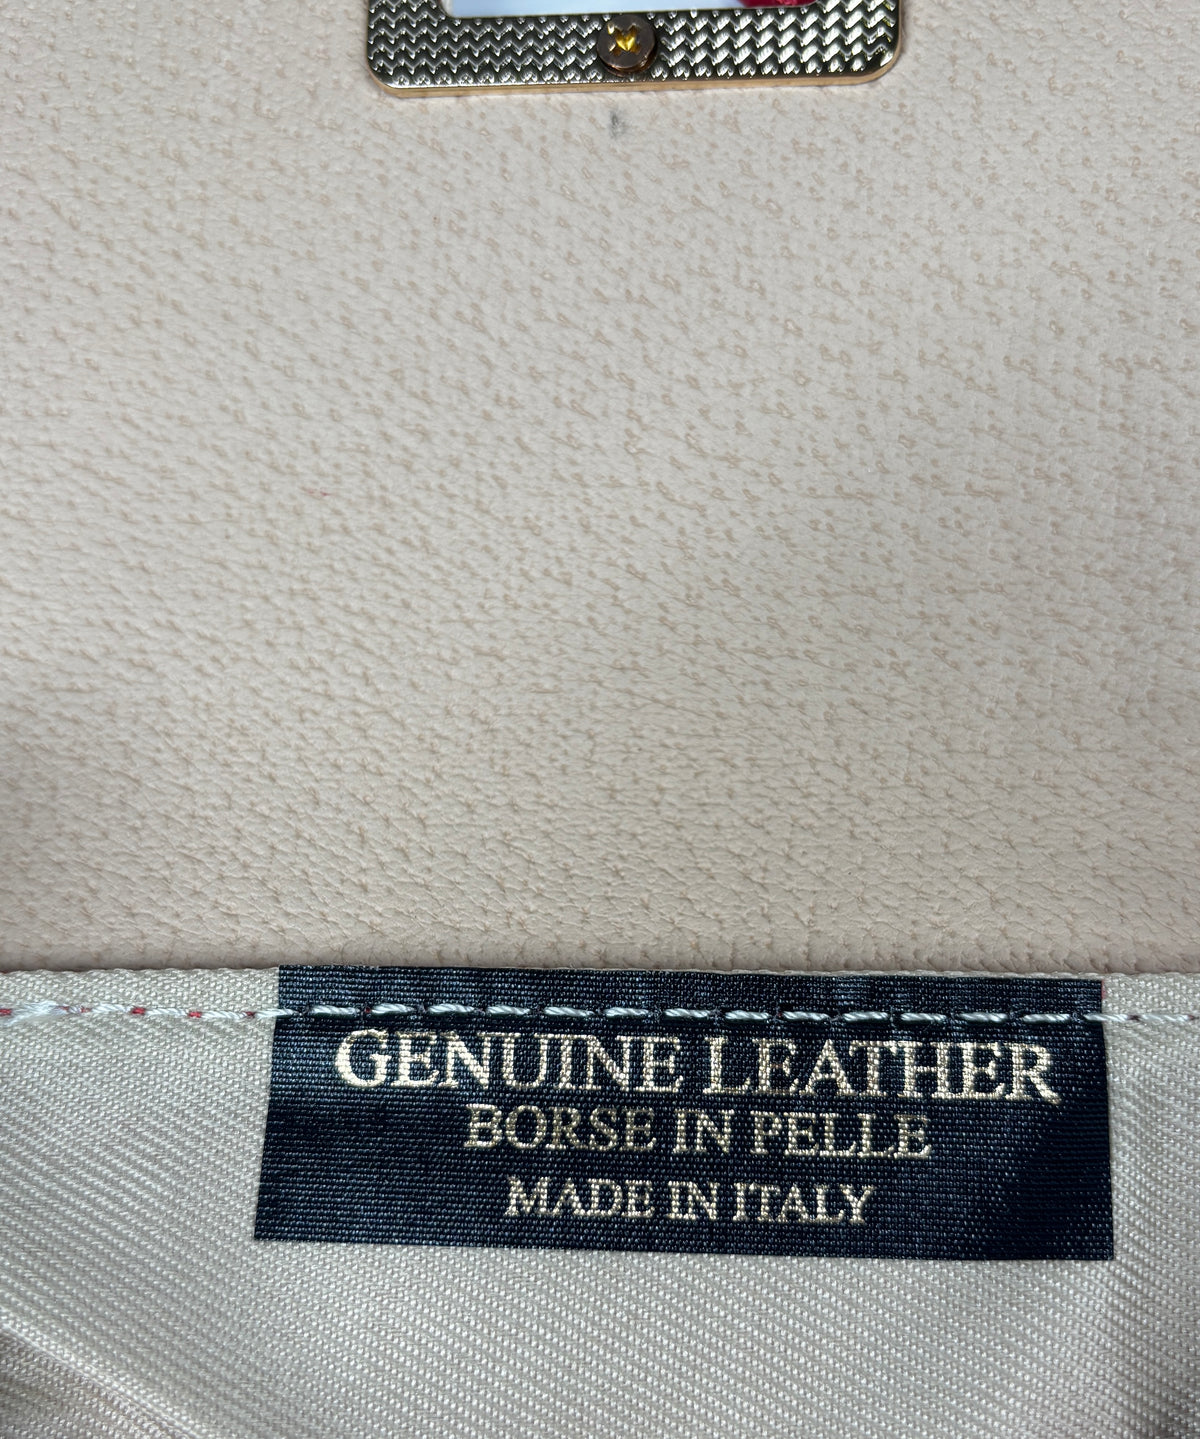 GENUINE LEATHER
BORSE IN PELLE
MADE IN ITALY